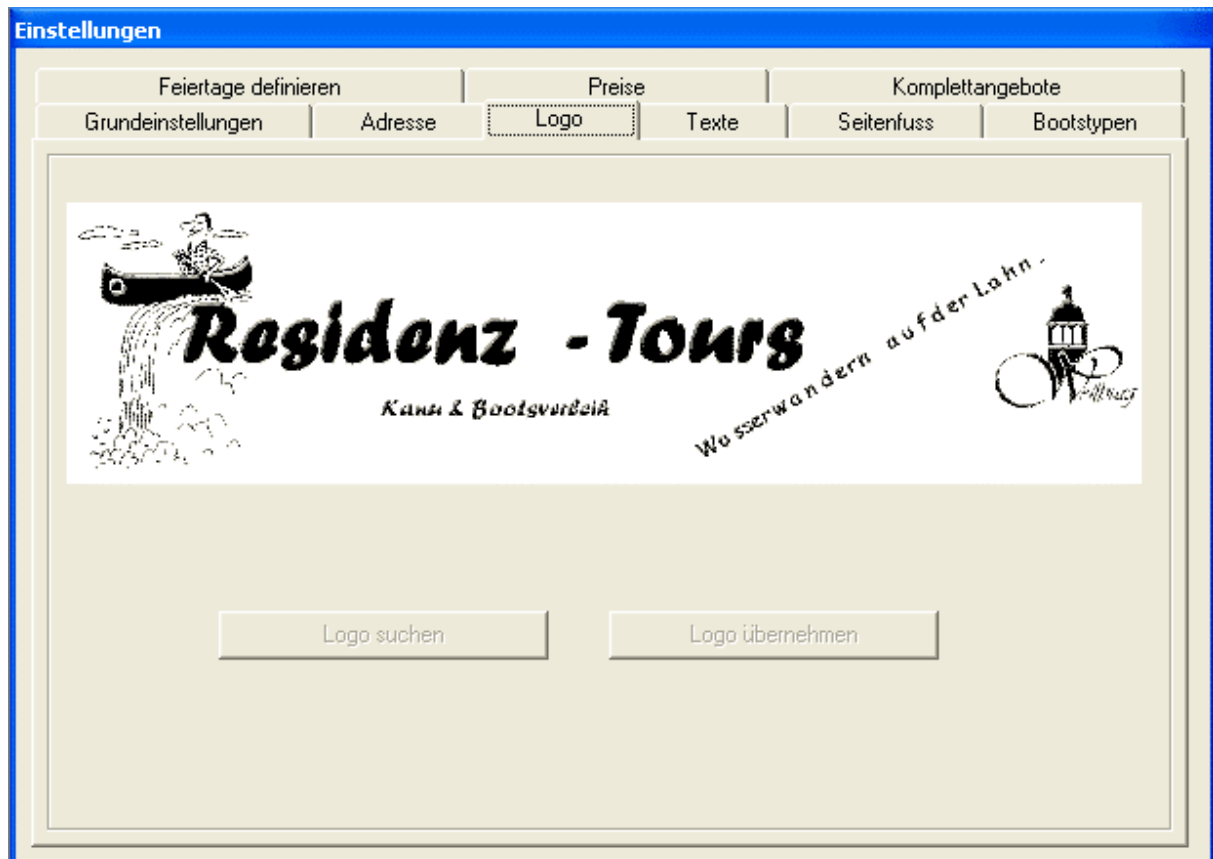 Einstellungen
Feiertage definieren Preise Komplettangebote
Grundeinstellungen Adresse Logo Texte Seitenfuss Bootstypen
Wasserwandern auf der Lahn.
Residenz - Tours
Kanu & Bootsverleih
Logo suchen Logo übernehmen